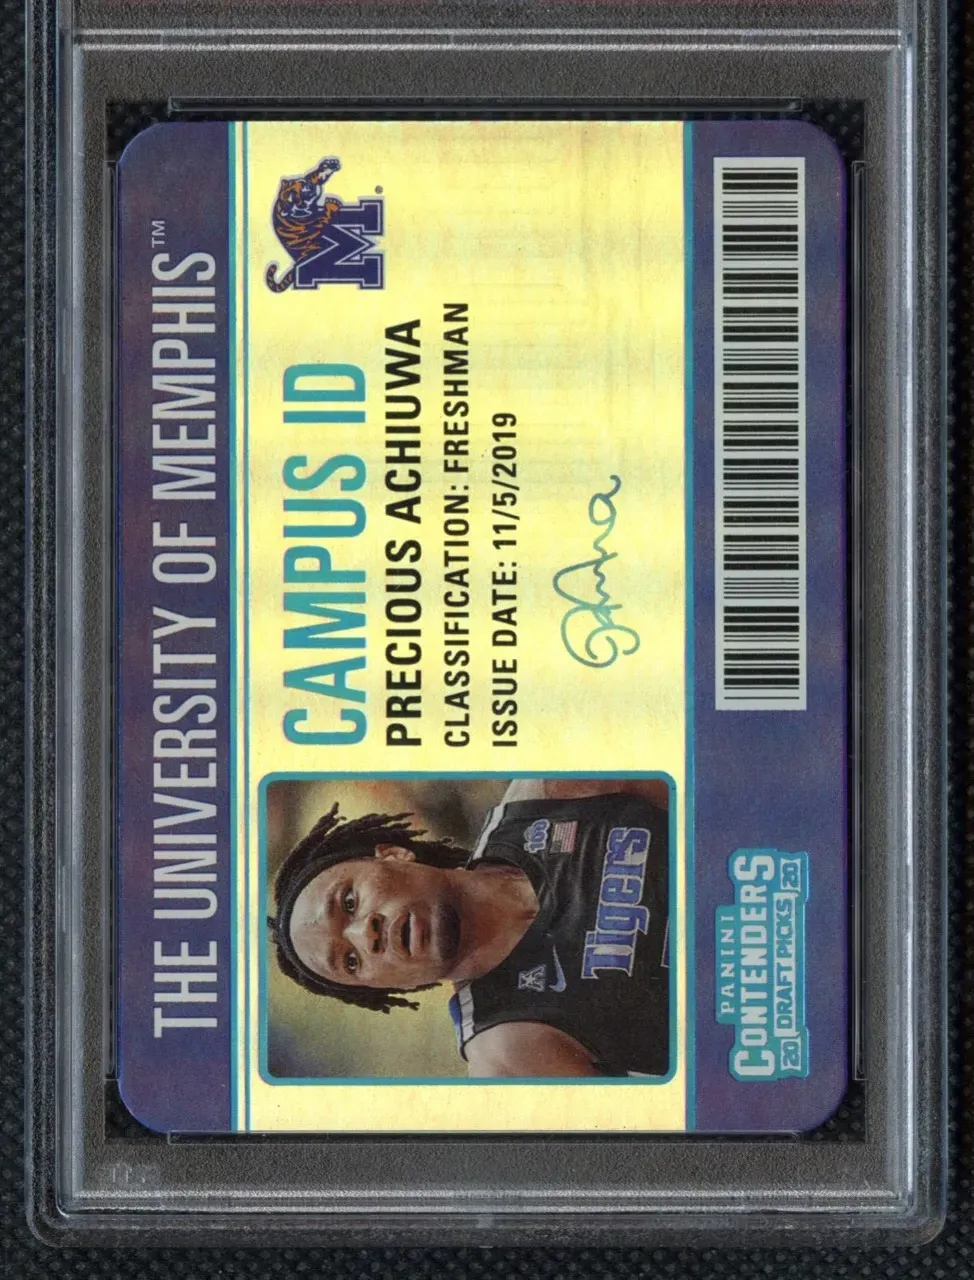 THE UNIVERSITY OF MEMPHIS™
M®
CAMPUS ID
PRECIOUS ACHIUWA
CLASSIFICATION: FRESHMAN
ISSUE DATE: 11/5/2019
100
Tigers
PANINI
CONTENDERS
20 DRAFT PICKS 20